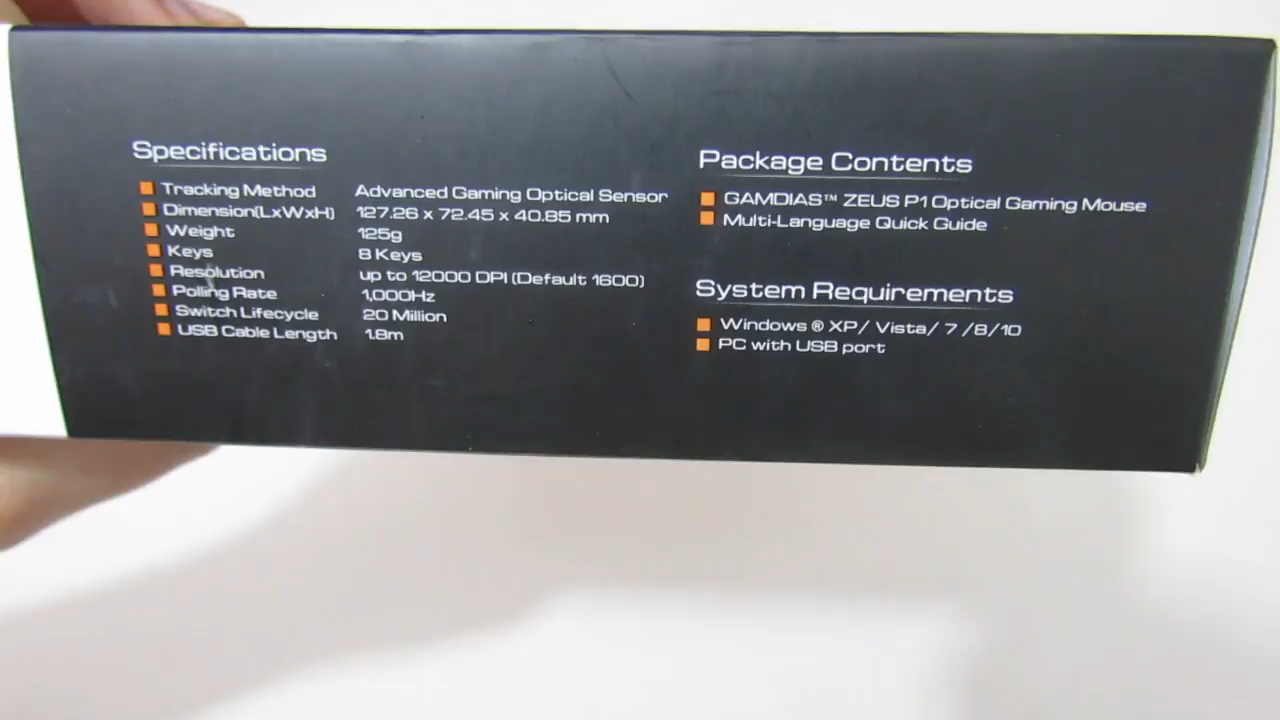 Specifications
Tracking Method Advanced Gaming Optical Sensor
Dimension(LxWxH) 127.26 x 72.45 x 40.85 mm
Weight 125g
Keys 8 Keys
Resolution up to 12000 DPI (Default 1600)
Polling Rate 1,000Hz
Switch Lifecycle 20 Million
USB Cable Length 1.8m
Package Contents
GAMDIAS™ ZEUS P1 Optical Gaming Mouse
Multi-Language Quick Guide
System Requirements
Windows ® XP/ Vista/ 7 /8/10
PC with USB port